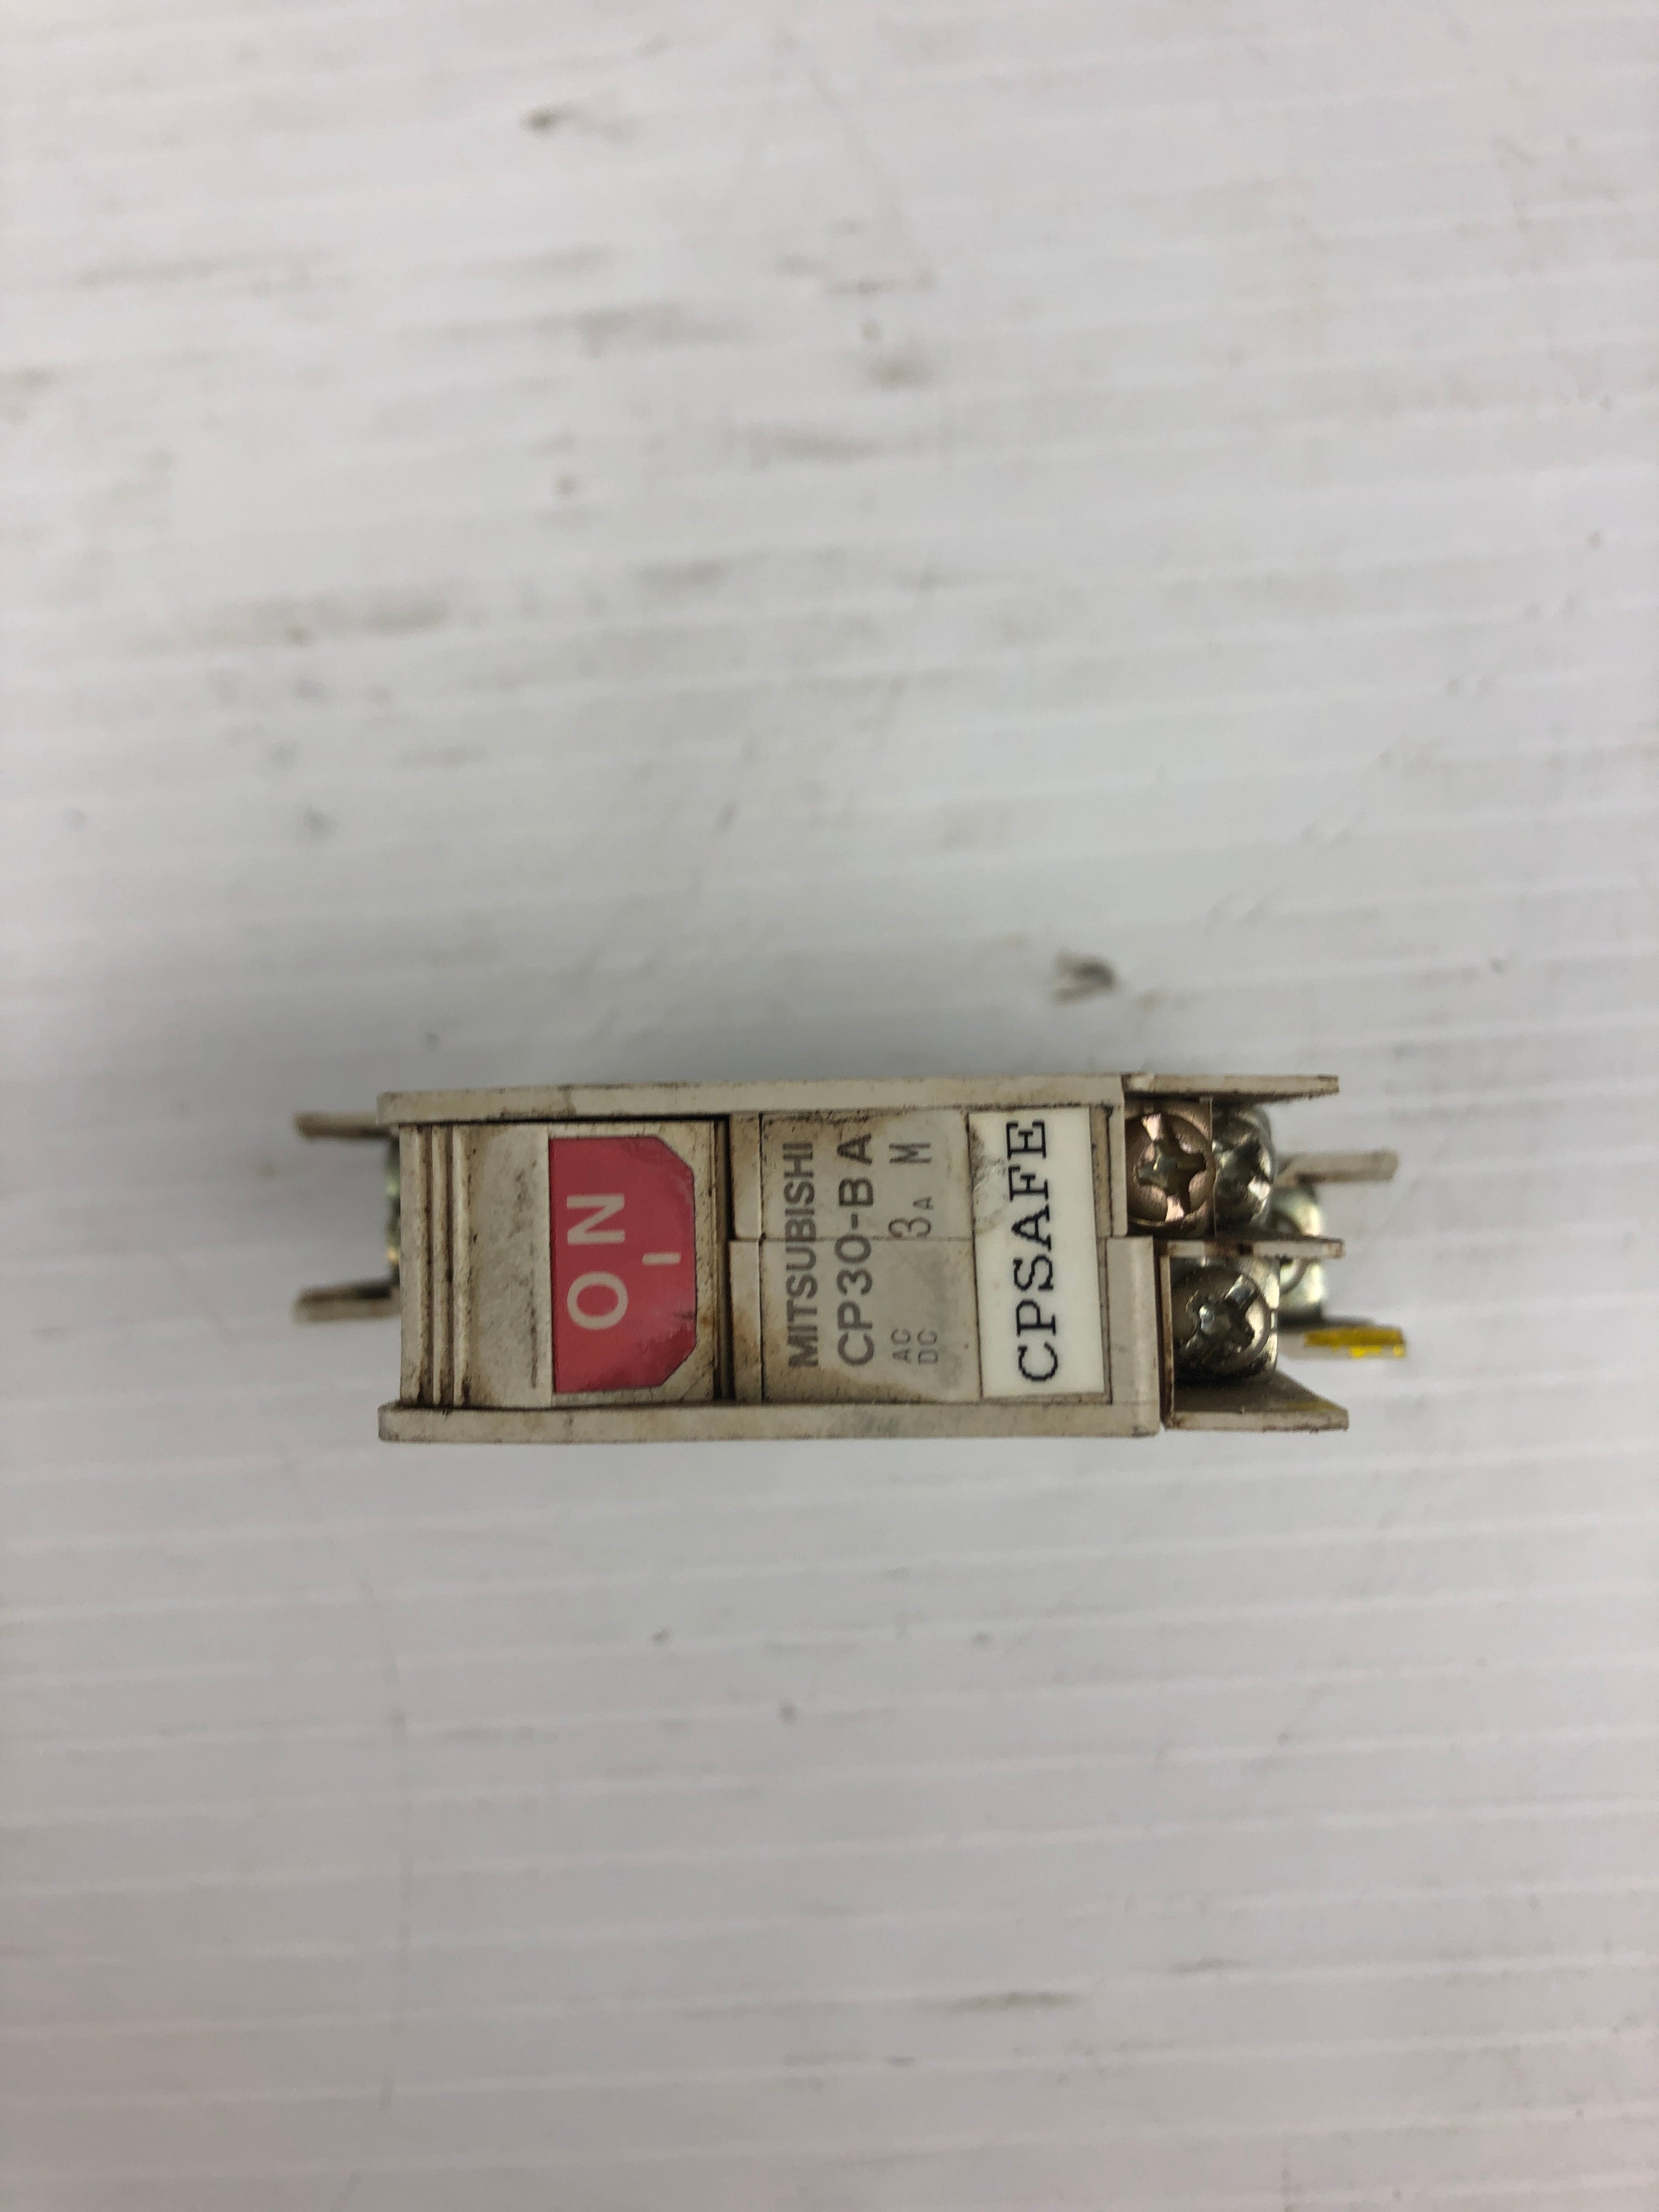 ON
I
MITSUBISHI
CP30-BA
AC
DC
3A M
CPSAFE